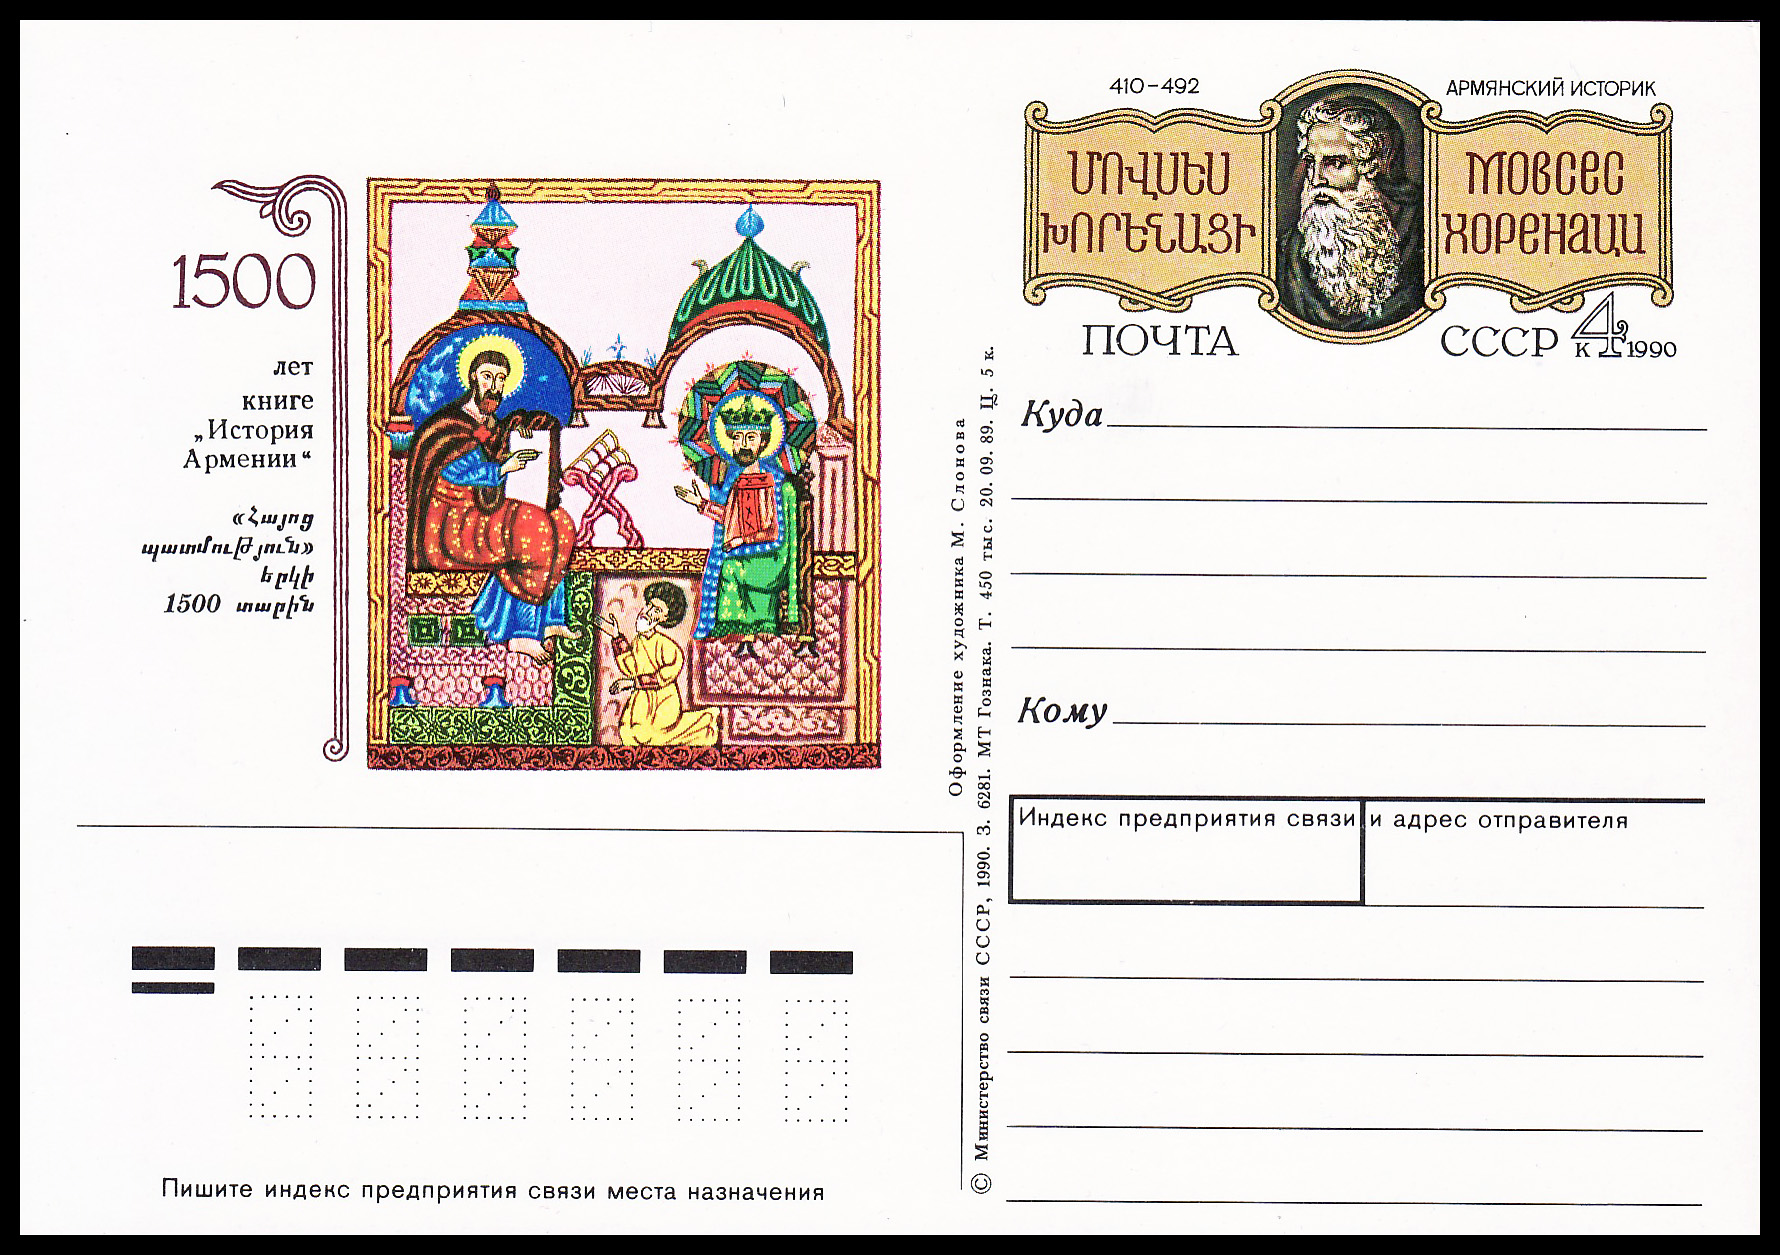 410–492
АРМЯНСКИЙ ИСТОРИК
ՄՈՎՍԵՍ
ԽՈՐԵՆԱՑԻ
МОВСЕС
ХОРЕНАЦИ
ПОЧТА
СССР 4 к 1990
1500
лет
книге
„История
Армении“
«Հայոց
պատմություն»
երկի
1500 տարին
Куда
Кому
Индекс предприятия связи и адрес отправителя
Оформление художника М. Слонова
© Министерство связи СССР, 1990. З. 6281. МТ Гознака. Т. 450 тыс. 20. 09. 89. Ц. 5 к.
Пишите индекс предприятия связи места назначения